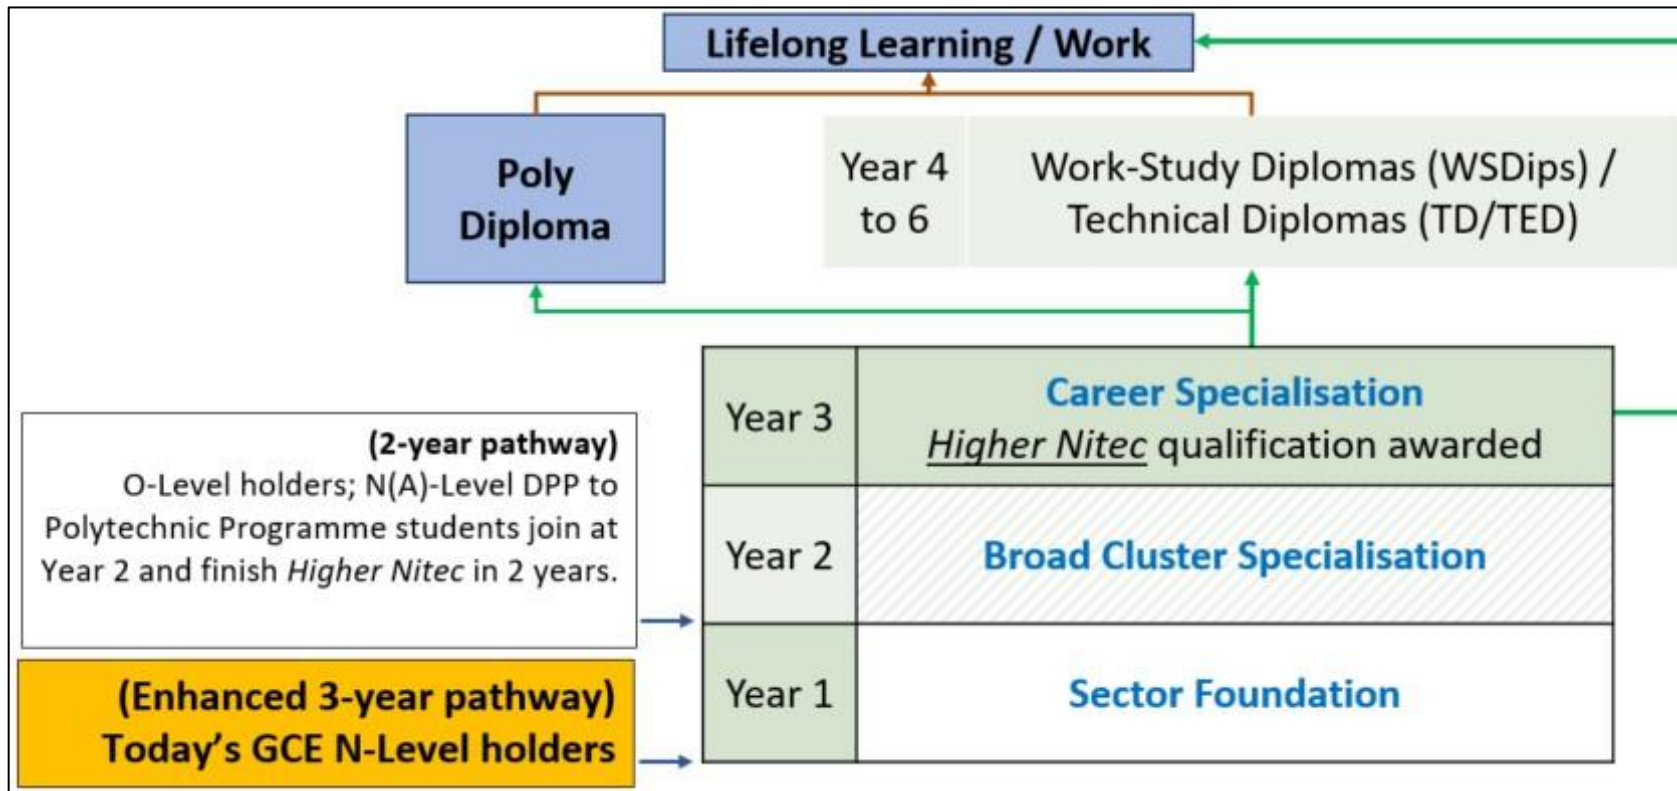 Lifelong Learning / Work
Poly
Diploma
Year 4
to 6
Work-Study Diplomas (WSDips) /
Technical Diplomas (TD/TED)
Year 3
Career Specialisation
Higher Nitec qualification awarded
(2-year pathway)
O-Level holders; N(A)-Level DPP to
Polytechnic Programme students join at
Year 2 and finish Higher Nitec in 2 years.
Year 2
Broad Cluster Specialisation
(Enhanced 3-year pathway)
Today's GCE N-Level holders
Year 1
Sector Foundation